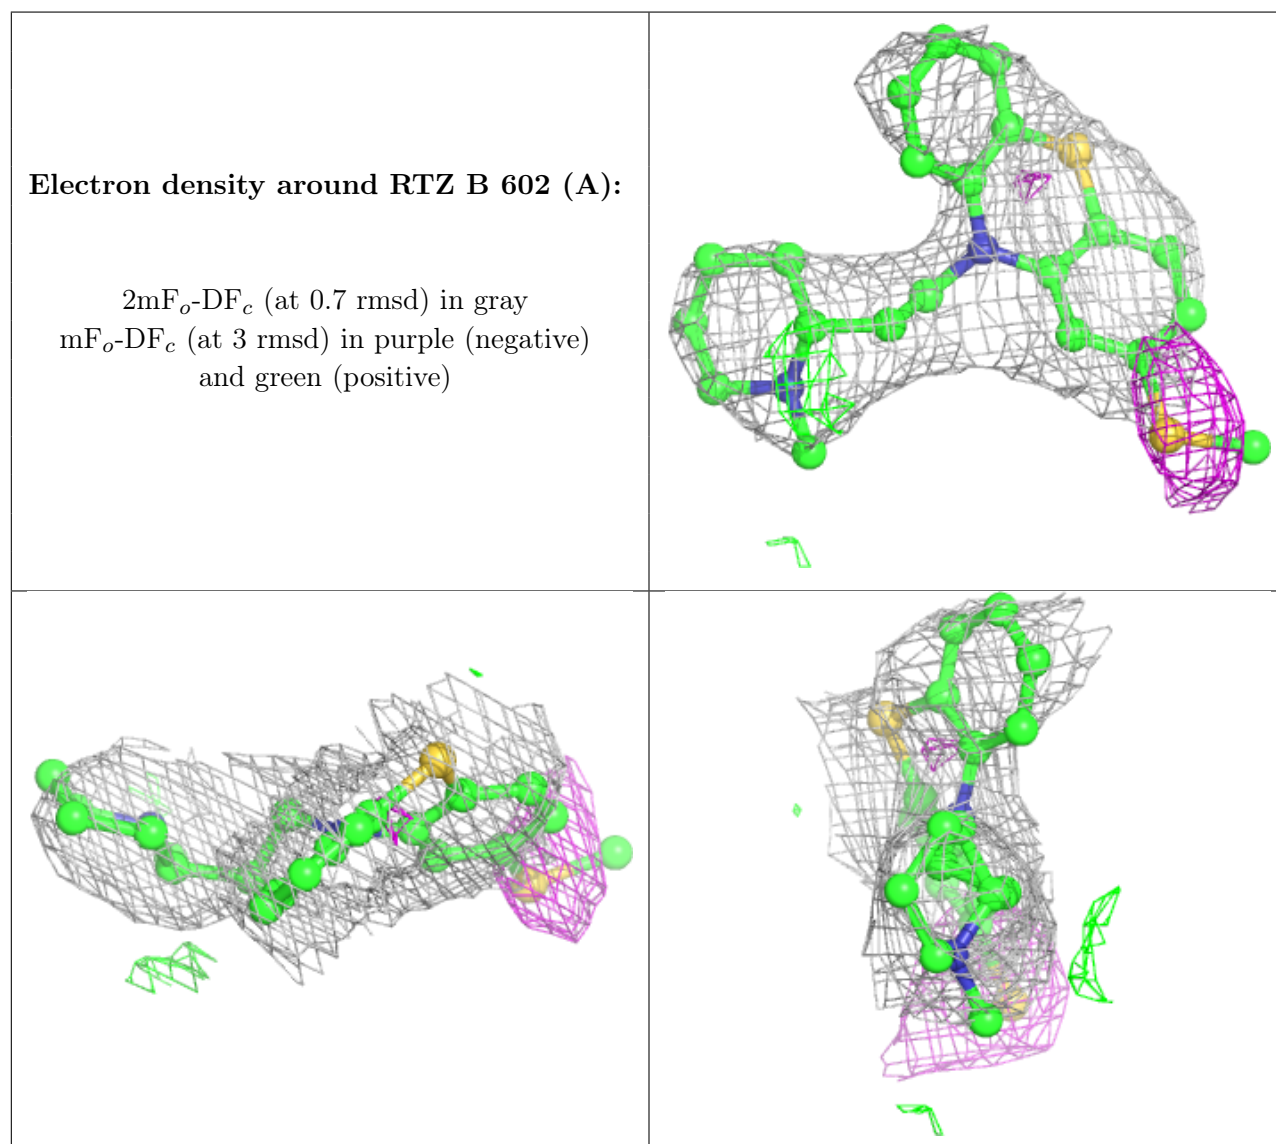 Electron density around RTZ B 602 (A):
2mFo-DFc (at 0.7 rmsd) in gray
mFo-DFc (at 3 rmsd) in purple (negative)
and green (positive)